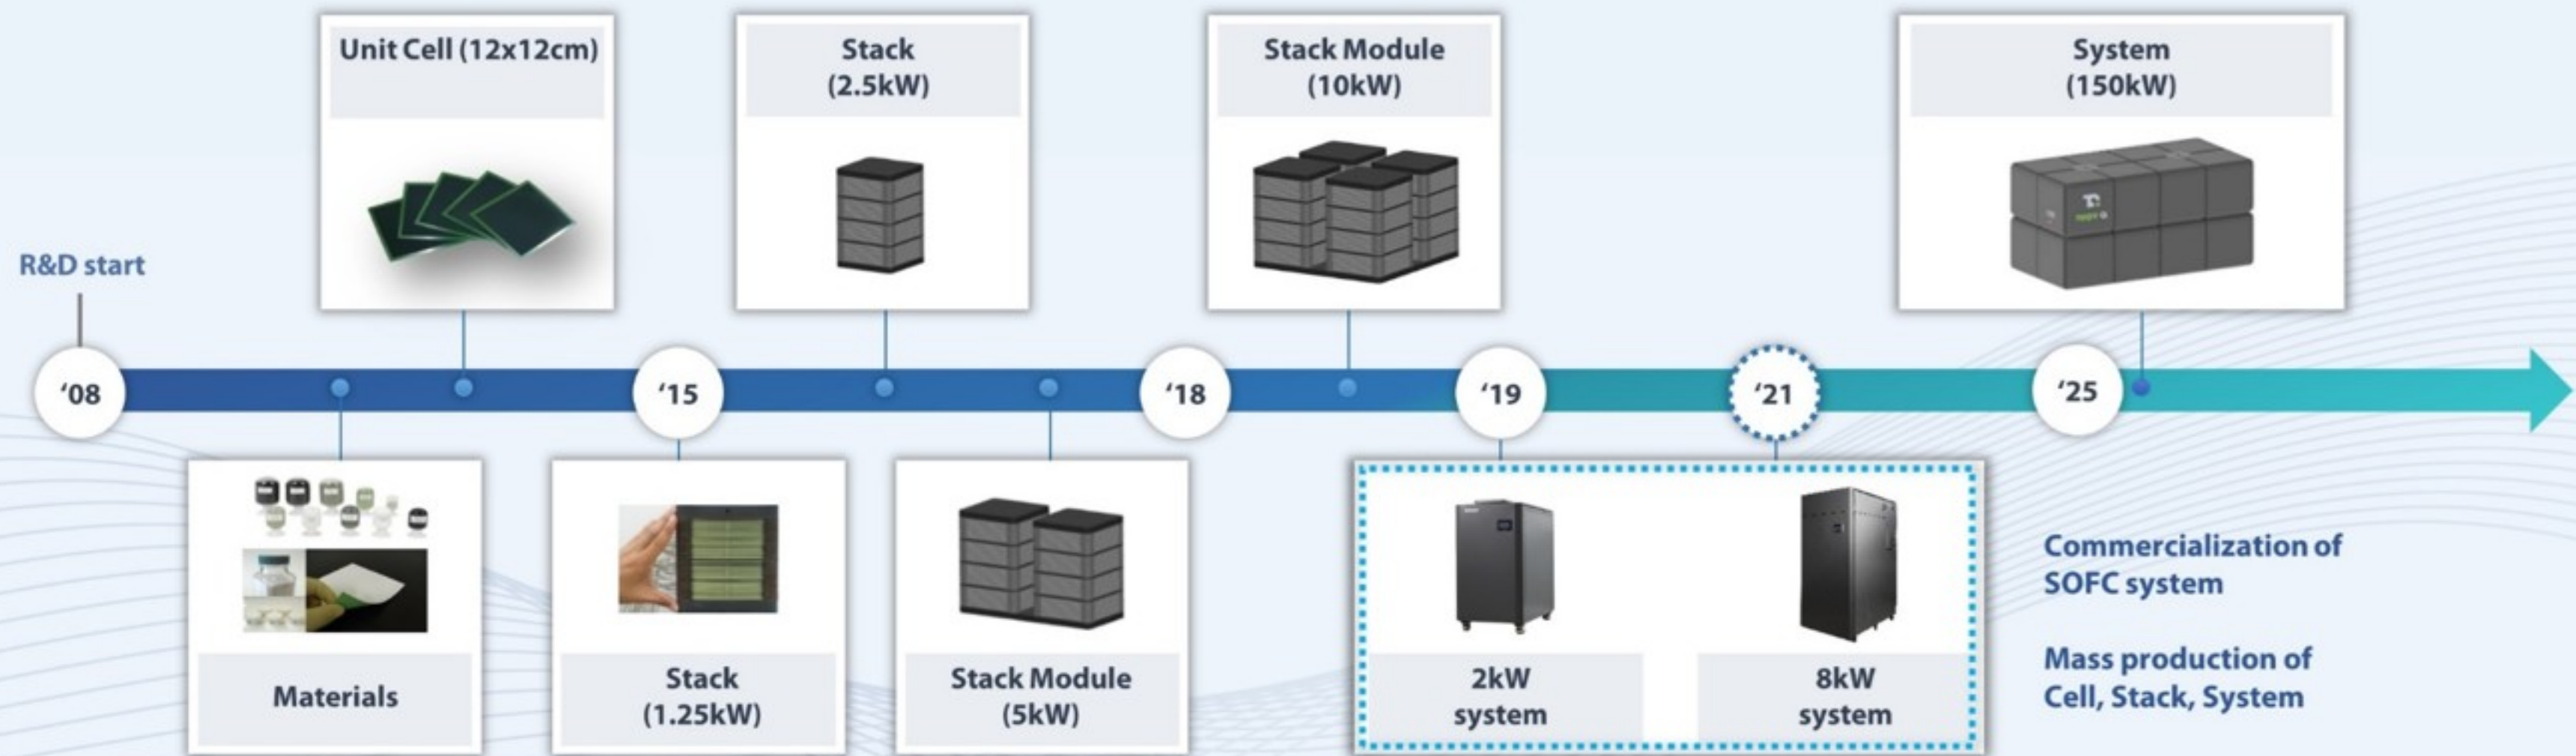 Unit Cell (12x12cm)
Stack
(2.5kW)
Stack Module
(10kW)
System
(150kW)
R&D start
‘08
‘15
‘18
‘19
‘21
‘25
Materials
Stack
(1.25kW)
Stack Module
(5kW)
2kW
system
8kW
system
Commercialization of
SOFC system
Mass production of
Cell, Stack, System